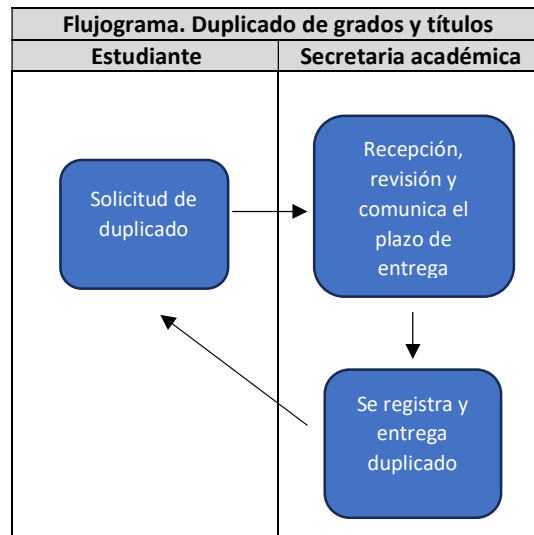 Flujograma. Duplicado de grados y títulos
Estudiante
Secretaria académica
Solicitud de
duplicado
Recepción,
revisión y
comunica el
plazo de
entrega
Se registra y
entrega
duplicado